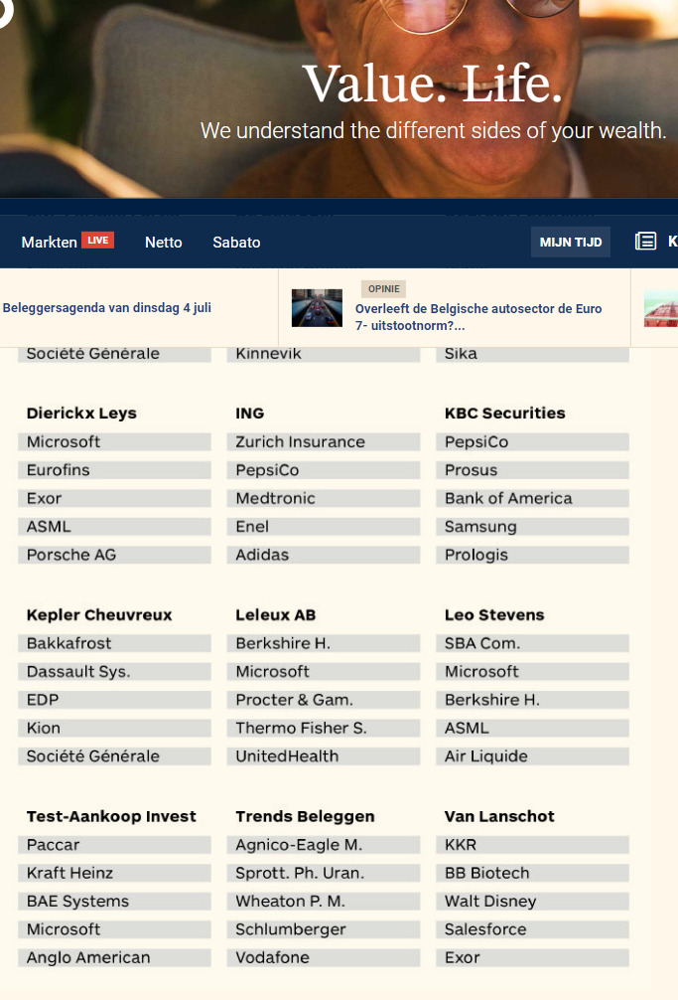 Value. Life.
We understand the different sides of your wealth.
Markten LIVE Netto Sabato MIJN TIJD K
Beleggersagenda van dinsdag 4 juli
OPINIE
Overleeft de Belgische autosector de Euro
7- uitstootnorm?...
Société Générale
Kinnevik
Sika
Dierickx Leys
Microsoft
Eurofins
Exor
ASML
Porsche AG
ING
Zurich Insurance
PepsiCo
Medtronic
Enel
Adidas
KBC Securities
PepsiCo
Prosus
Bank of America
Samsung
Prologis
Kepler Cheuvreux
Bakkafrost
Dassault Sys.
EDP
Kion
Société Générale
Leleux AB
Berkshire H.
Microsoft
Procter & Gam.
Thermo Fisher S.
UnitedHealth
Leo Stevens
SBA Com.
Microsoft
Berkshire H.
ASML
Air Liquide
Test-Aankoop Invest
Paccar
Kraft Heinz
BAE Systems
Microsoft
Anglo American
Trends Beleggen
Agnico-Eagle M.
Sprott. Ph. Uran.
Wheaton P. M.
Schlumberger
Vodafone
Van Lanschot
KKR
BB Biotech
Walt Disney
Salesforce
Exor